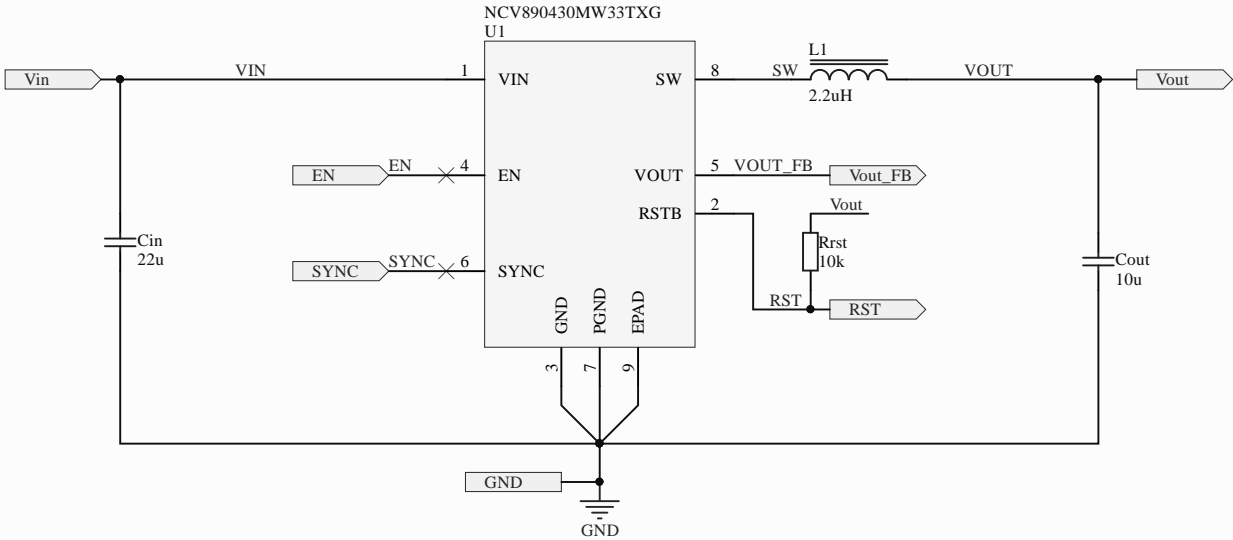 NCV890430MW33TXG
U1
Vin
VIN
1
VIN
SW
8
SW
L1
2.2uH
VOUT
Vout
EN
EN
4
EN
VOUT
5
VOUT_FB
Vout_FB
RSTB
2
Vout
Rrst
10k
Cin
22u
SYNC
SYNC
6
SYNC
Cout
10u
RST
RST
GND
PGND
EPAD
3
7
9
GND
GND